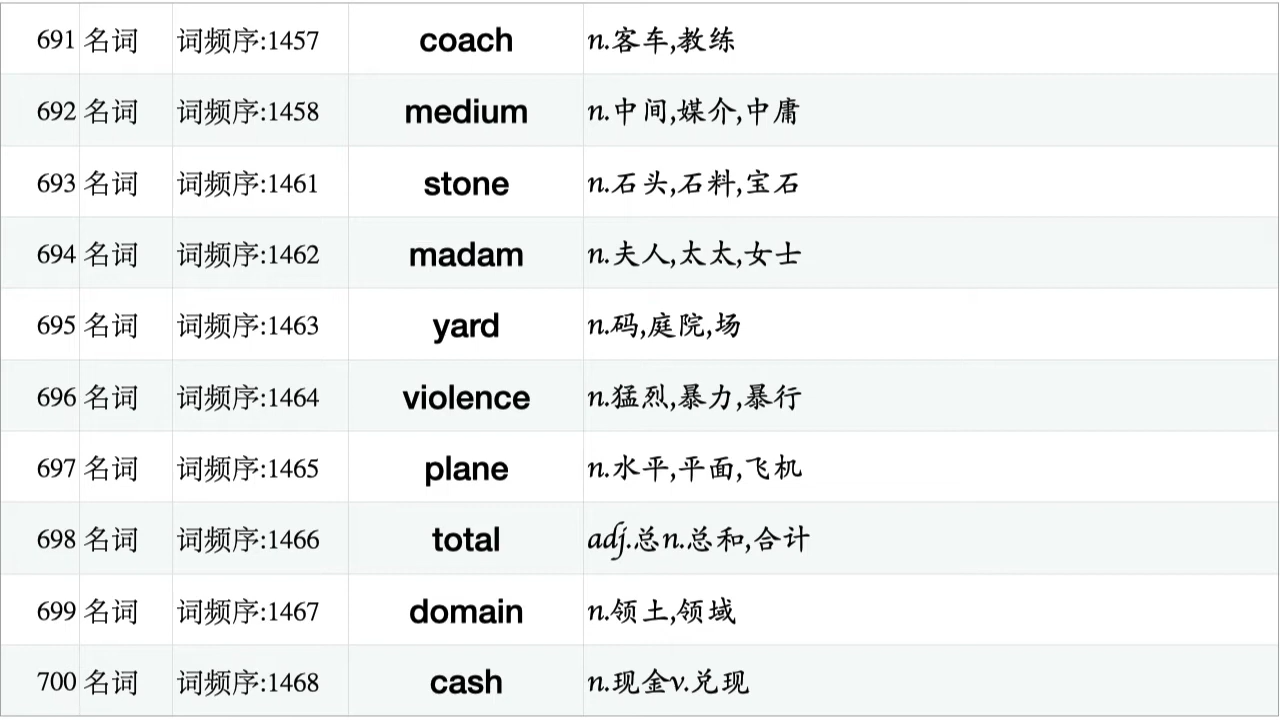 691 名词 词频序:1457 coach n.客车,教练
692 名词 词频序:1458 medium n.中间,媒介,中庸
693 名词 词频序:1461 stone n.石头,石料,宝石
694 名词 词频序:1462 madam n.夫人,太太,女士
695 名词 词频序:1463 yard n.码,庭院,场
696 名词 词频序:1464 violence n.猛烈,暴力,暴行
697 名词 词频序:1465 plane n.水平,平面,飞机
698 名词 词频序:1466 total adj.总n.总和,合计
699 名词 词频序:1467 domain n.领土,领域
700 名词 词频序:1468 cash n.现金v.兑现